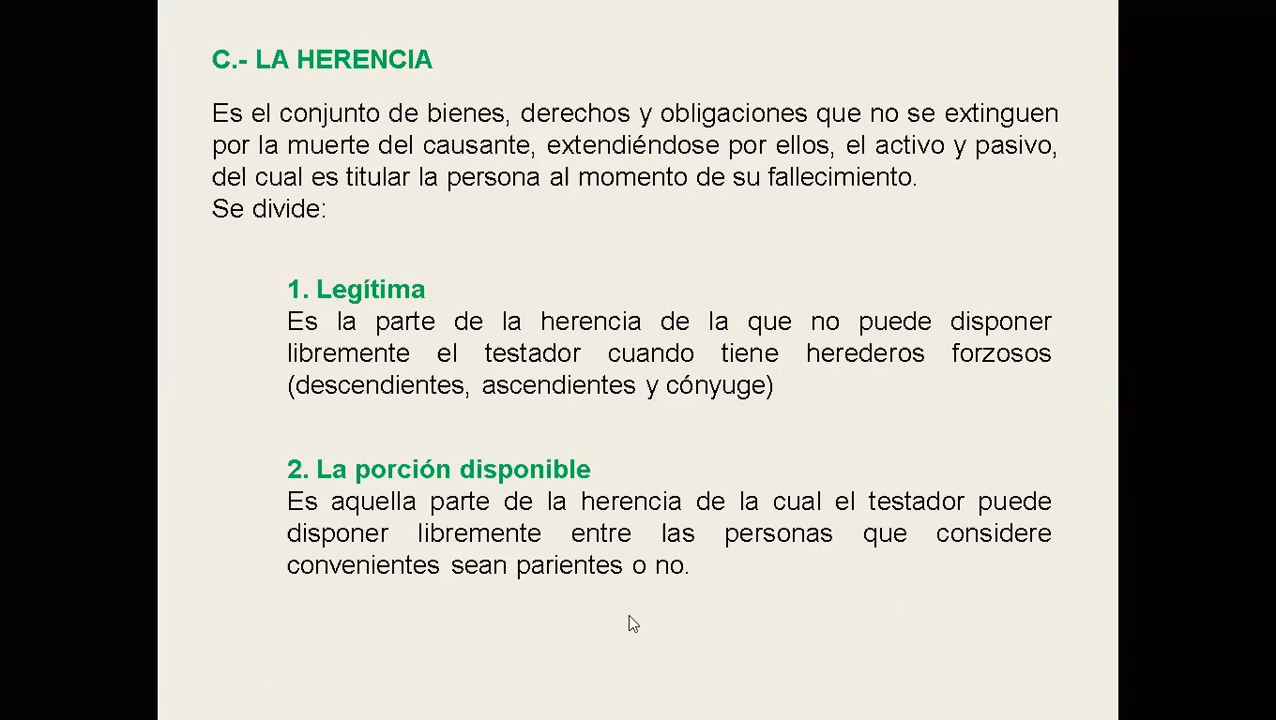 C.- LA HERENCIA
Es el conjunto de bienes, derechos y obligaciones que no se extinguen
por la muerte del causante, extendiéndose por ellos, el activo y pasivo,
del cual es titular la persona al momento de su fallecimiento.
Se divide:
1. Legítima
Es la parte de la herencia de la que no puede disponer
libremente el testador cuando tiene herederos forzosos
(descendientes, ascendientes y cónyuge)
2. La porción disponible
Es aquella parte de la herencia de la cual el testador puede
disponer libremente entre las personas que considere
convenientes sean parientes o no.